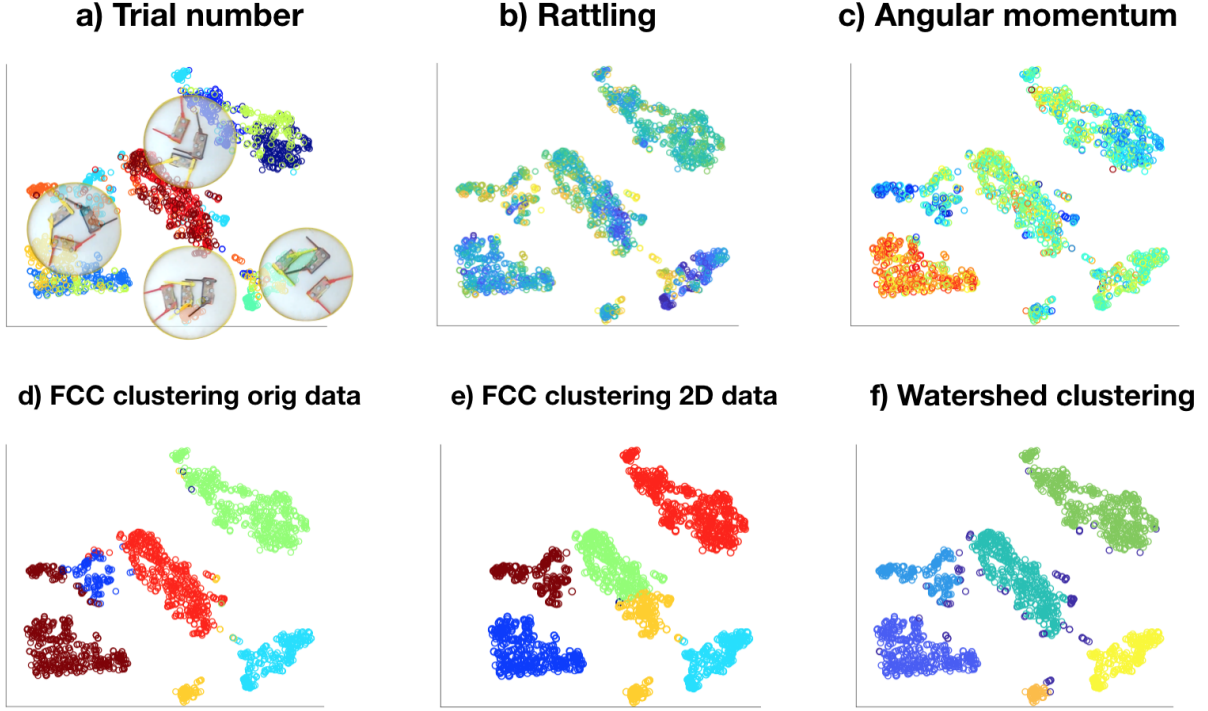 a) Trial number
b) Rattling
c) Angular momentum
d) FCC clustering orig data
e) FCC clustering 2D data
f) Watershed clustering